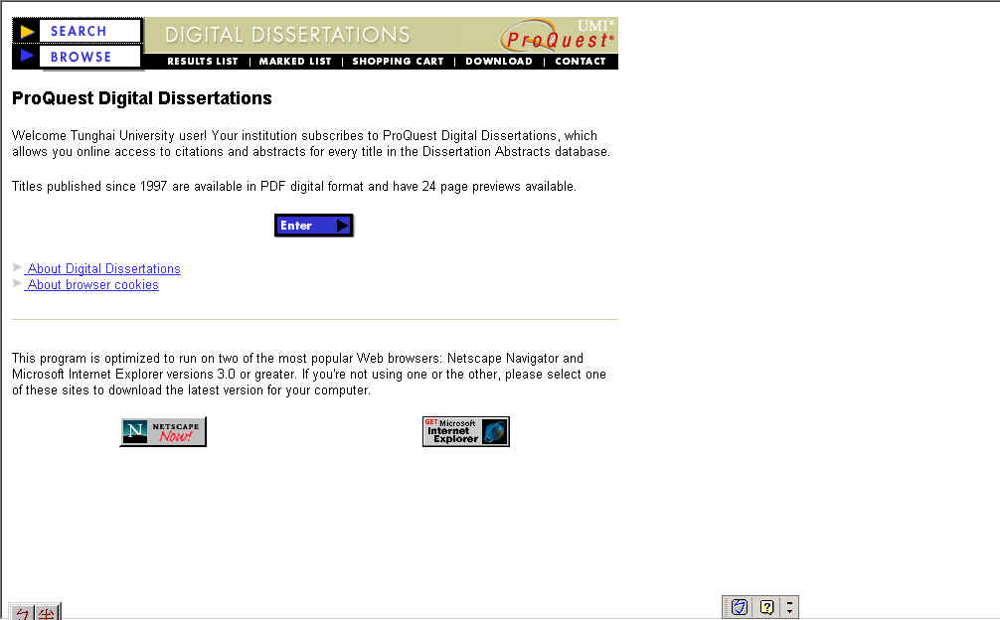 SEARCH
DIGITAL DISSERTATIONS
UMI®
ProQuest®
BROWSE
RESULTS LIST | MARKED LIST | SHOPPING CART | DOWNLOAD | CONTACT
ProQuest Digital Dissertations
Welcome Tunghai University user! Your institution subscribes to ProQuest Digital Dissertations, which
allows you online access to citations and abstracts for every title in the Dissertation Abstracts database.
Titles published since 1997 are available in PDF digital format and have 24 page previews available.
Enter
About Digital Dissertations
About browser cookies
This program is optimized to run on two of the most popular Web browsers: Netscape Navigator and
Microsoft Internet Explorer versions 3.0 or greater. If you're not using one or the other, please select one
of these sites to download the latest version for your computer.
N NETSCAPE
Now!
GET Microsoft
Internet
Explorer
ㄅ 半